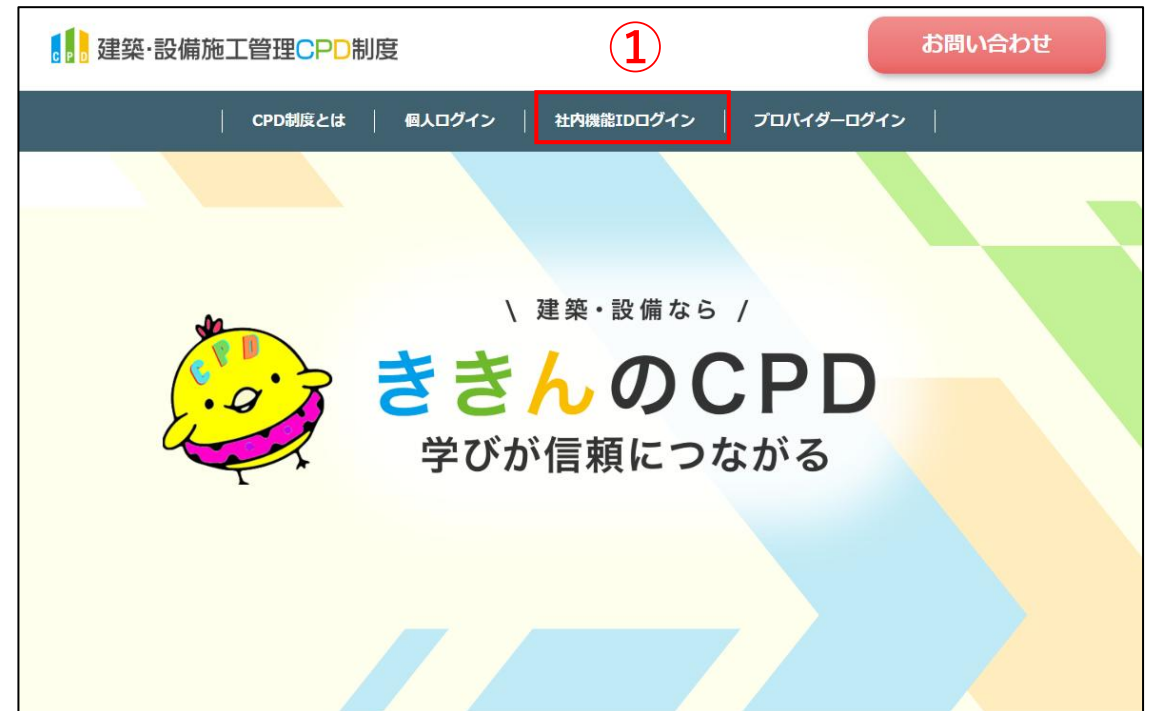 CPD 建築・設備施工管理CPD制度
①
お問い合わせ
CPD制度とは
個人ログイン
社内機能IDログイン
プロバイダーログイン
\ 建築・設備なら /
CPD
ききんのCPD
学びが信頼につながる